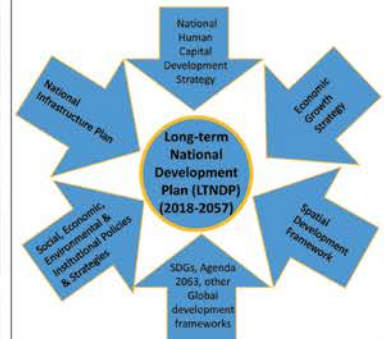 National
Human
Capital
Development
Strategy
National
Infrastructure Plan
Economic
Growth
Strategy
Long-term
National
Development
Plan (LTNDP)
(2018-2057)
Social, Economic,
Environmental &
Institutional Policies
& Strategies
Spatial
Development
Framework
SDGs, Agenda
2063, other
Global
development
frameworks